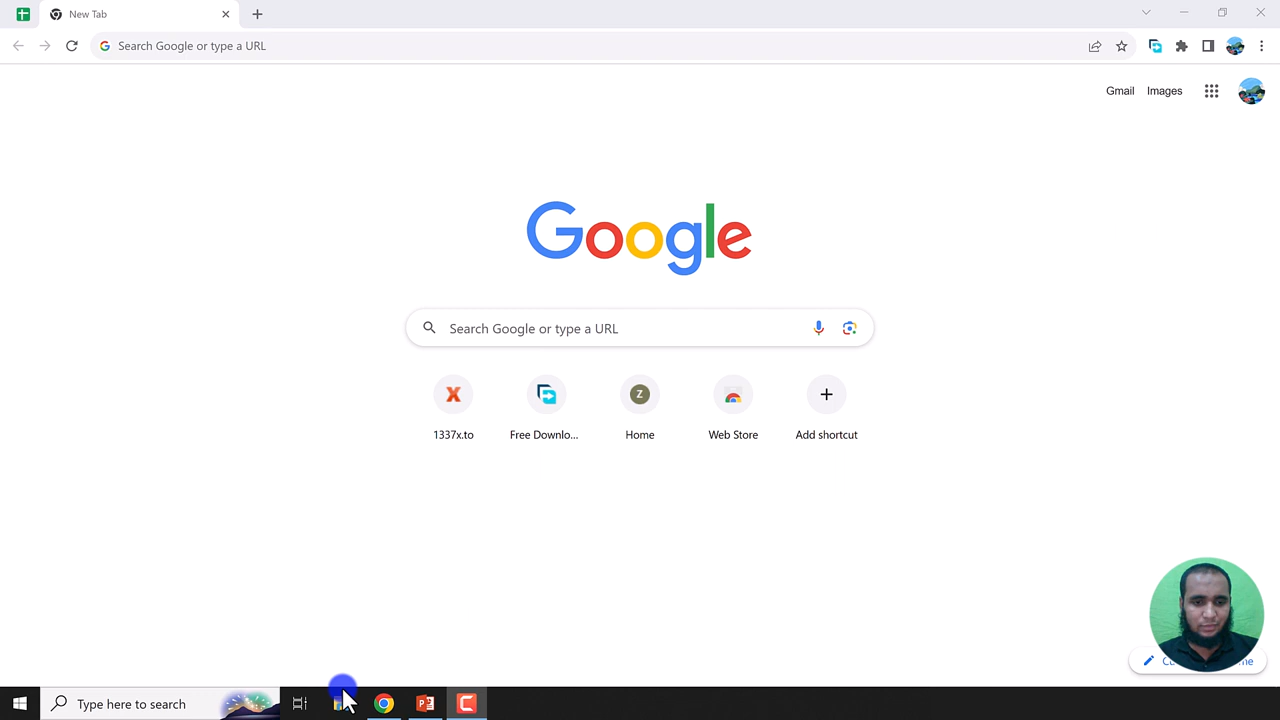 New Tab
Search Google or type a URL
Gmail
Images
Google
Search Google or type a URL
X
Z
1337x.to
Free Downlo...
Home
Web Store
Add shortcut
Type here to search